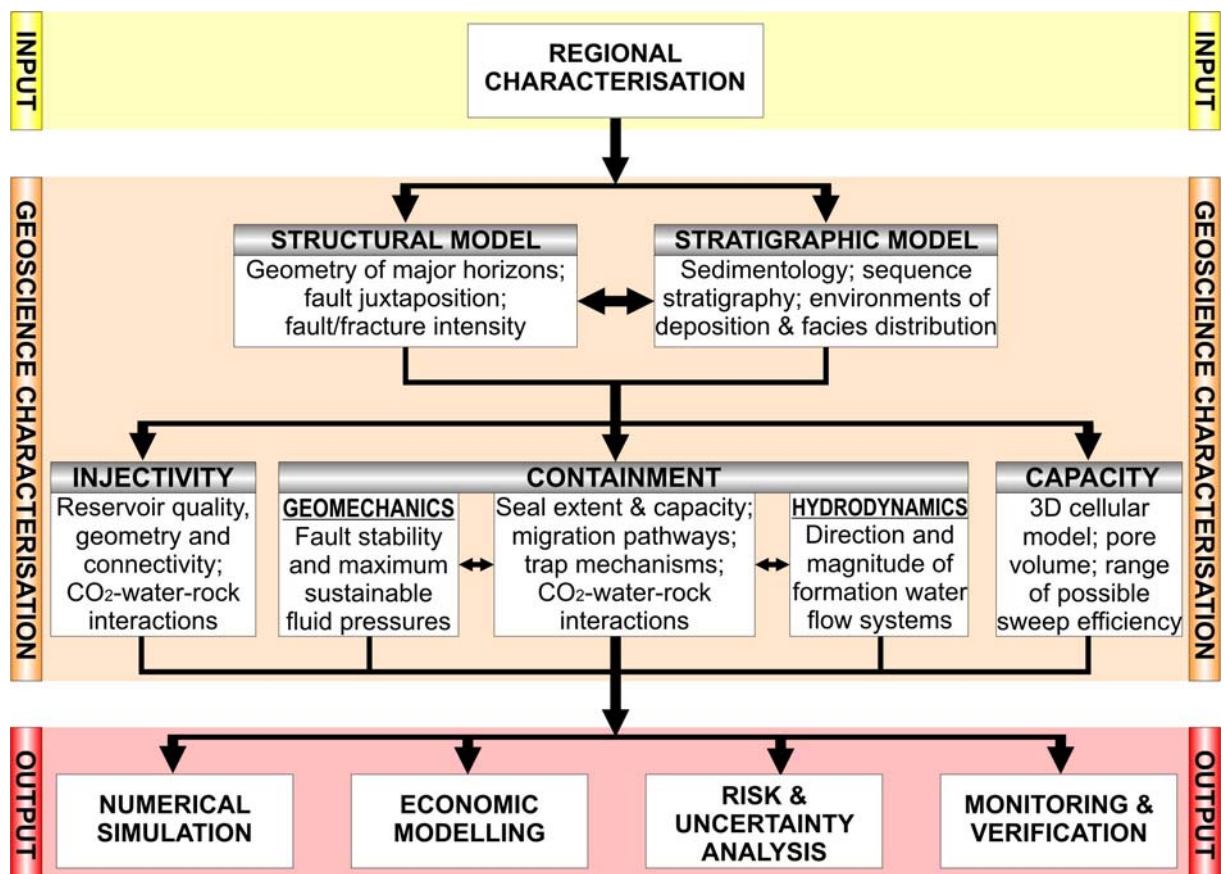 INPUT
INPUT
REGIONAL
CHARACTERISATION
GEOSCIENCE CHARACTERISATION
GEOSCIENCE CHARACTERISATION
STRUCTURAL MODEL
Geometry of major horizons;
fault juxtaposition;
fault/fracture intensity
STRATIGRAPHIC MODEL
Sedimentology; sequence
stratigraphy; environments of
deposition & facies distribution
INJECTIVITY
Reservoir quality,
geometry and
connectivity;
CO₂-water-rock
interactions
CONTAINMENT
GEOMECHANICS
Fault stability
and maximum
sustainable
fluid pressures
Seal extent & capacity;
migration pathways;
trap mechanisms;
CO₂-water-rock
interactions
HYDRODYNAMICS
Direction and
magnitude of
formation water
flow systems
CAPACITY
3D cellular
model; pore
volume; range
of possible
sweep efficiency
OUTPUT
OUTPUT
NUMERICAL
SIMULATION
ECONOMIC
MODELLING
RISK &
UNCERTAINTY
ANALYSIS
MONITORING &
VERIFICATION